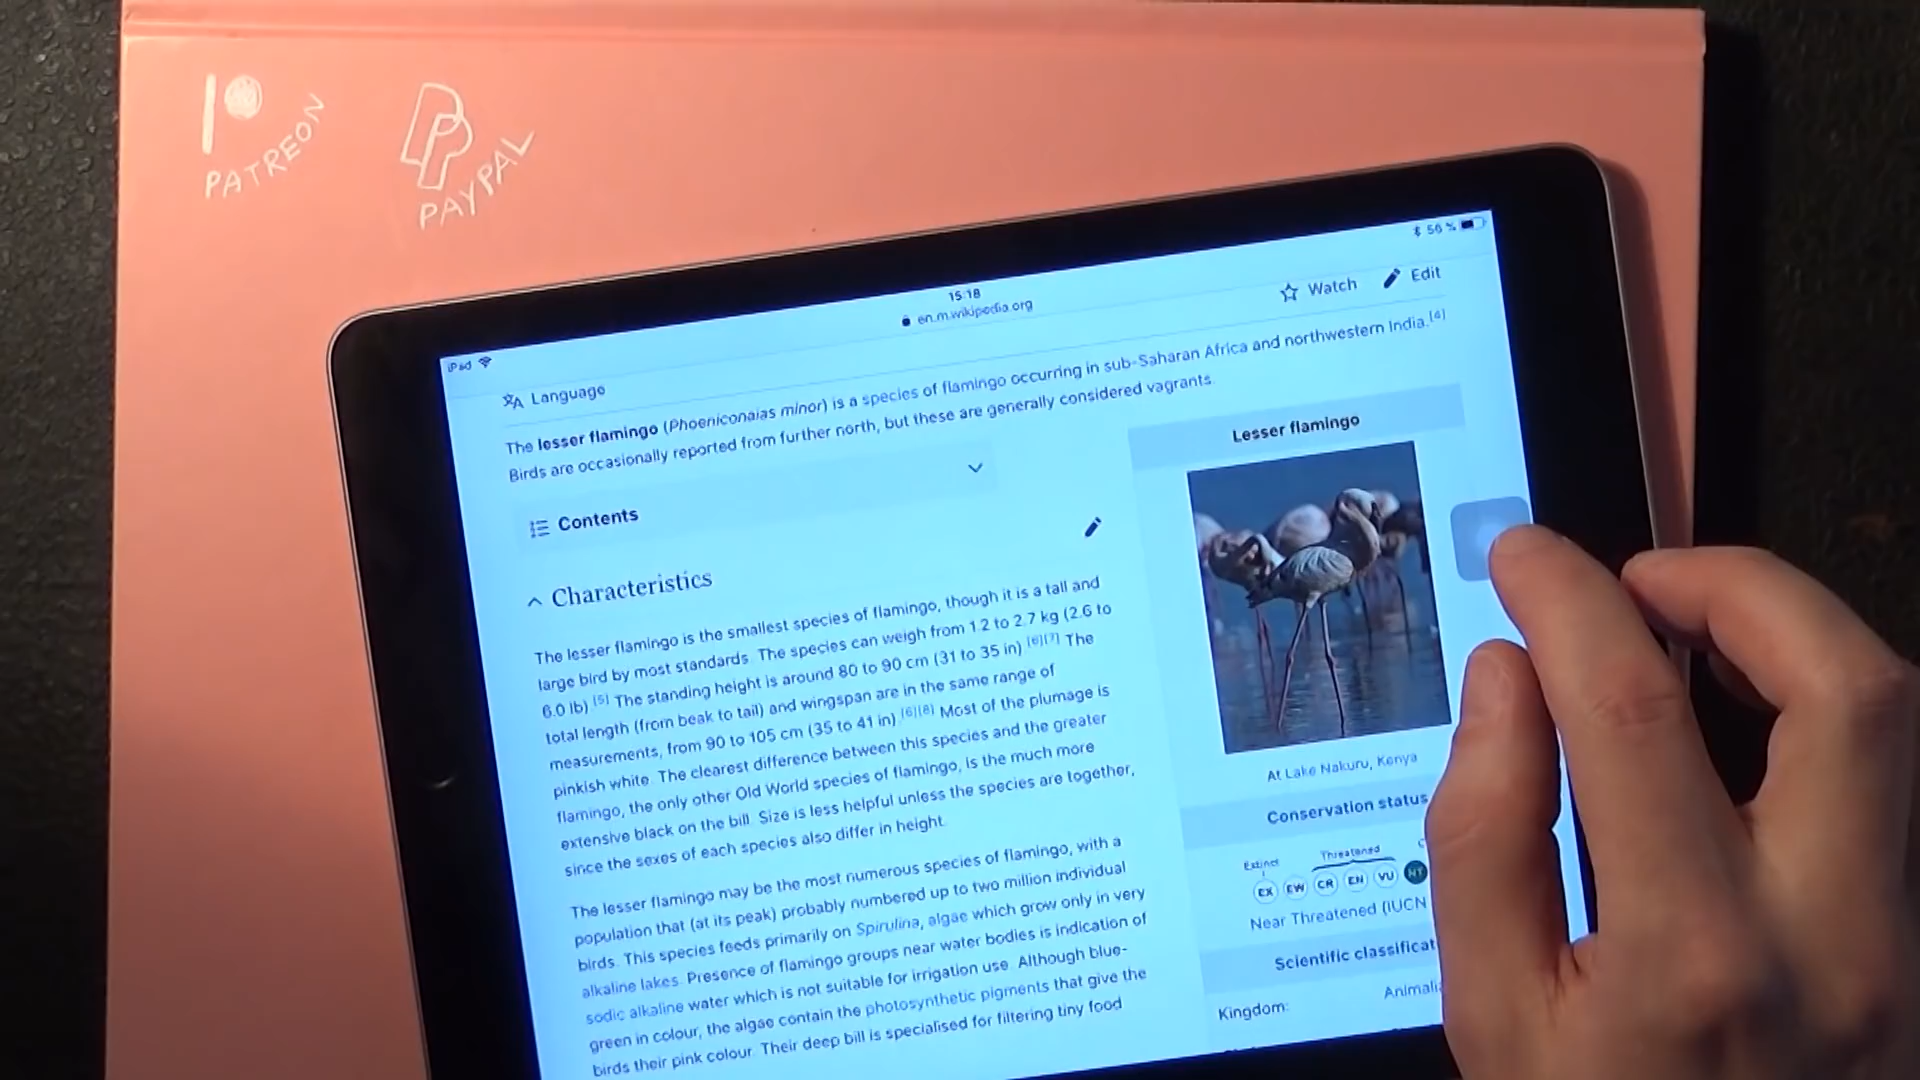 PATREON
PAYPAL
iPad
15:18
56 %
en.m.wikipedia.org
Language
Watch
Edit
The lesser flamingo (Phoeniconaias minor) is a species of flamingo occurring in sub-Saharan Africa and northwestern India.[4]
Birds are occasionally reported from further north, but these are generally considered vagrants.
Contents
Characteristics
The lesser flamingo is the smallest species of flamingo, though it is a tall and
large bird by most standards. The species can weigh from 1.2 to 2.7 kg (2.6 to
6.0 lb).[5] The standing height is around 80 to 90 cm (31 to 35 in).[6][7] The
total length (from beak to tail) and wingspan are in the same range of
measurements, from 90 to 105 cm (35 to 41 in).[6][8] Most of the plumage is
pinkish white. The clearest difference between this species and the greater
flamingo, the only other Old World species of flamingo, is the much more
extensive black on the bill. Size is less helpful unless the species are together,
since the sexes of each species also differ in height.
The lesser flamingo may be the most numerous species of flamingo, with a
population that (at its peak) probably numbered up to two million individual
birds. This species feeds primarily on Spirulina, algae which grow only in very
alkaline lakes. Presence of flamingo groups near water bodies is indication of
sodic alkaline water which is not suitable for irrigation use. Although blue-
green in colour, the algae contain the photosynthetic pigments that give the
birds their pink colour. Their deep bill is specialised for filtering tiny food
Lesser flamingo
At Lake Nakuru, Kenya
Conservation status
Extinct
Threatened
EX EW CR EN VU NT
Near Threatened (IUCN
Scientific classificat
Kingdom: Animalia